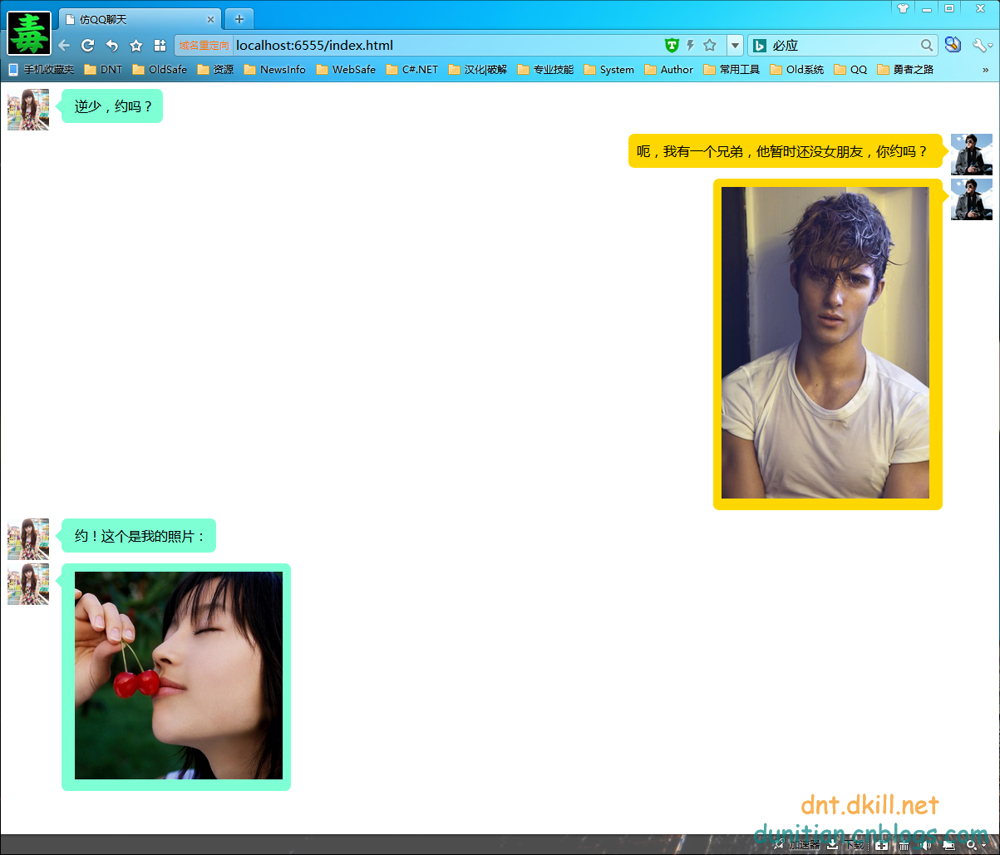 毒
仿QQ聊天
域名重定向 localhost:6555/index.html 必应
手机收藏夹 DNT OldSafe 资源 NewsInfo WebSafe C#.NET 汉化|破解 专业技能 System Author 常用工具 Old系统 QQ 勇者之路 »
逆少，约吗？
呃，我有一个兄弟，他暂时还没女朋友，你约吗？
约！这个是我的照片：
dnt.dkill.net
dunitian.cnblogs.com
加速器 下载